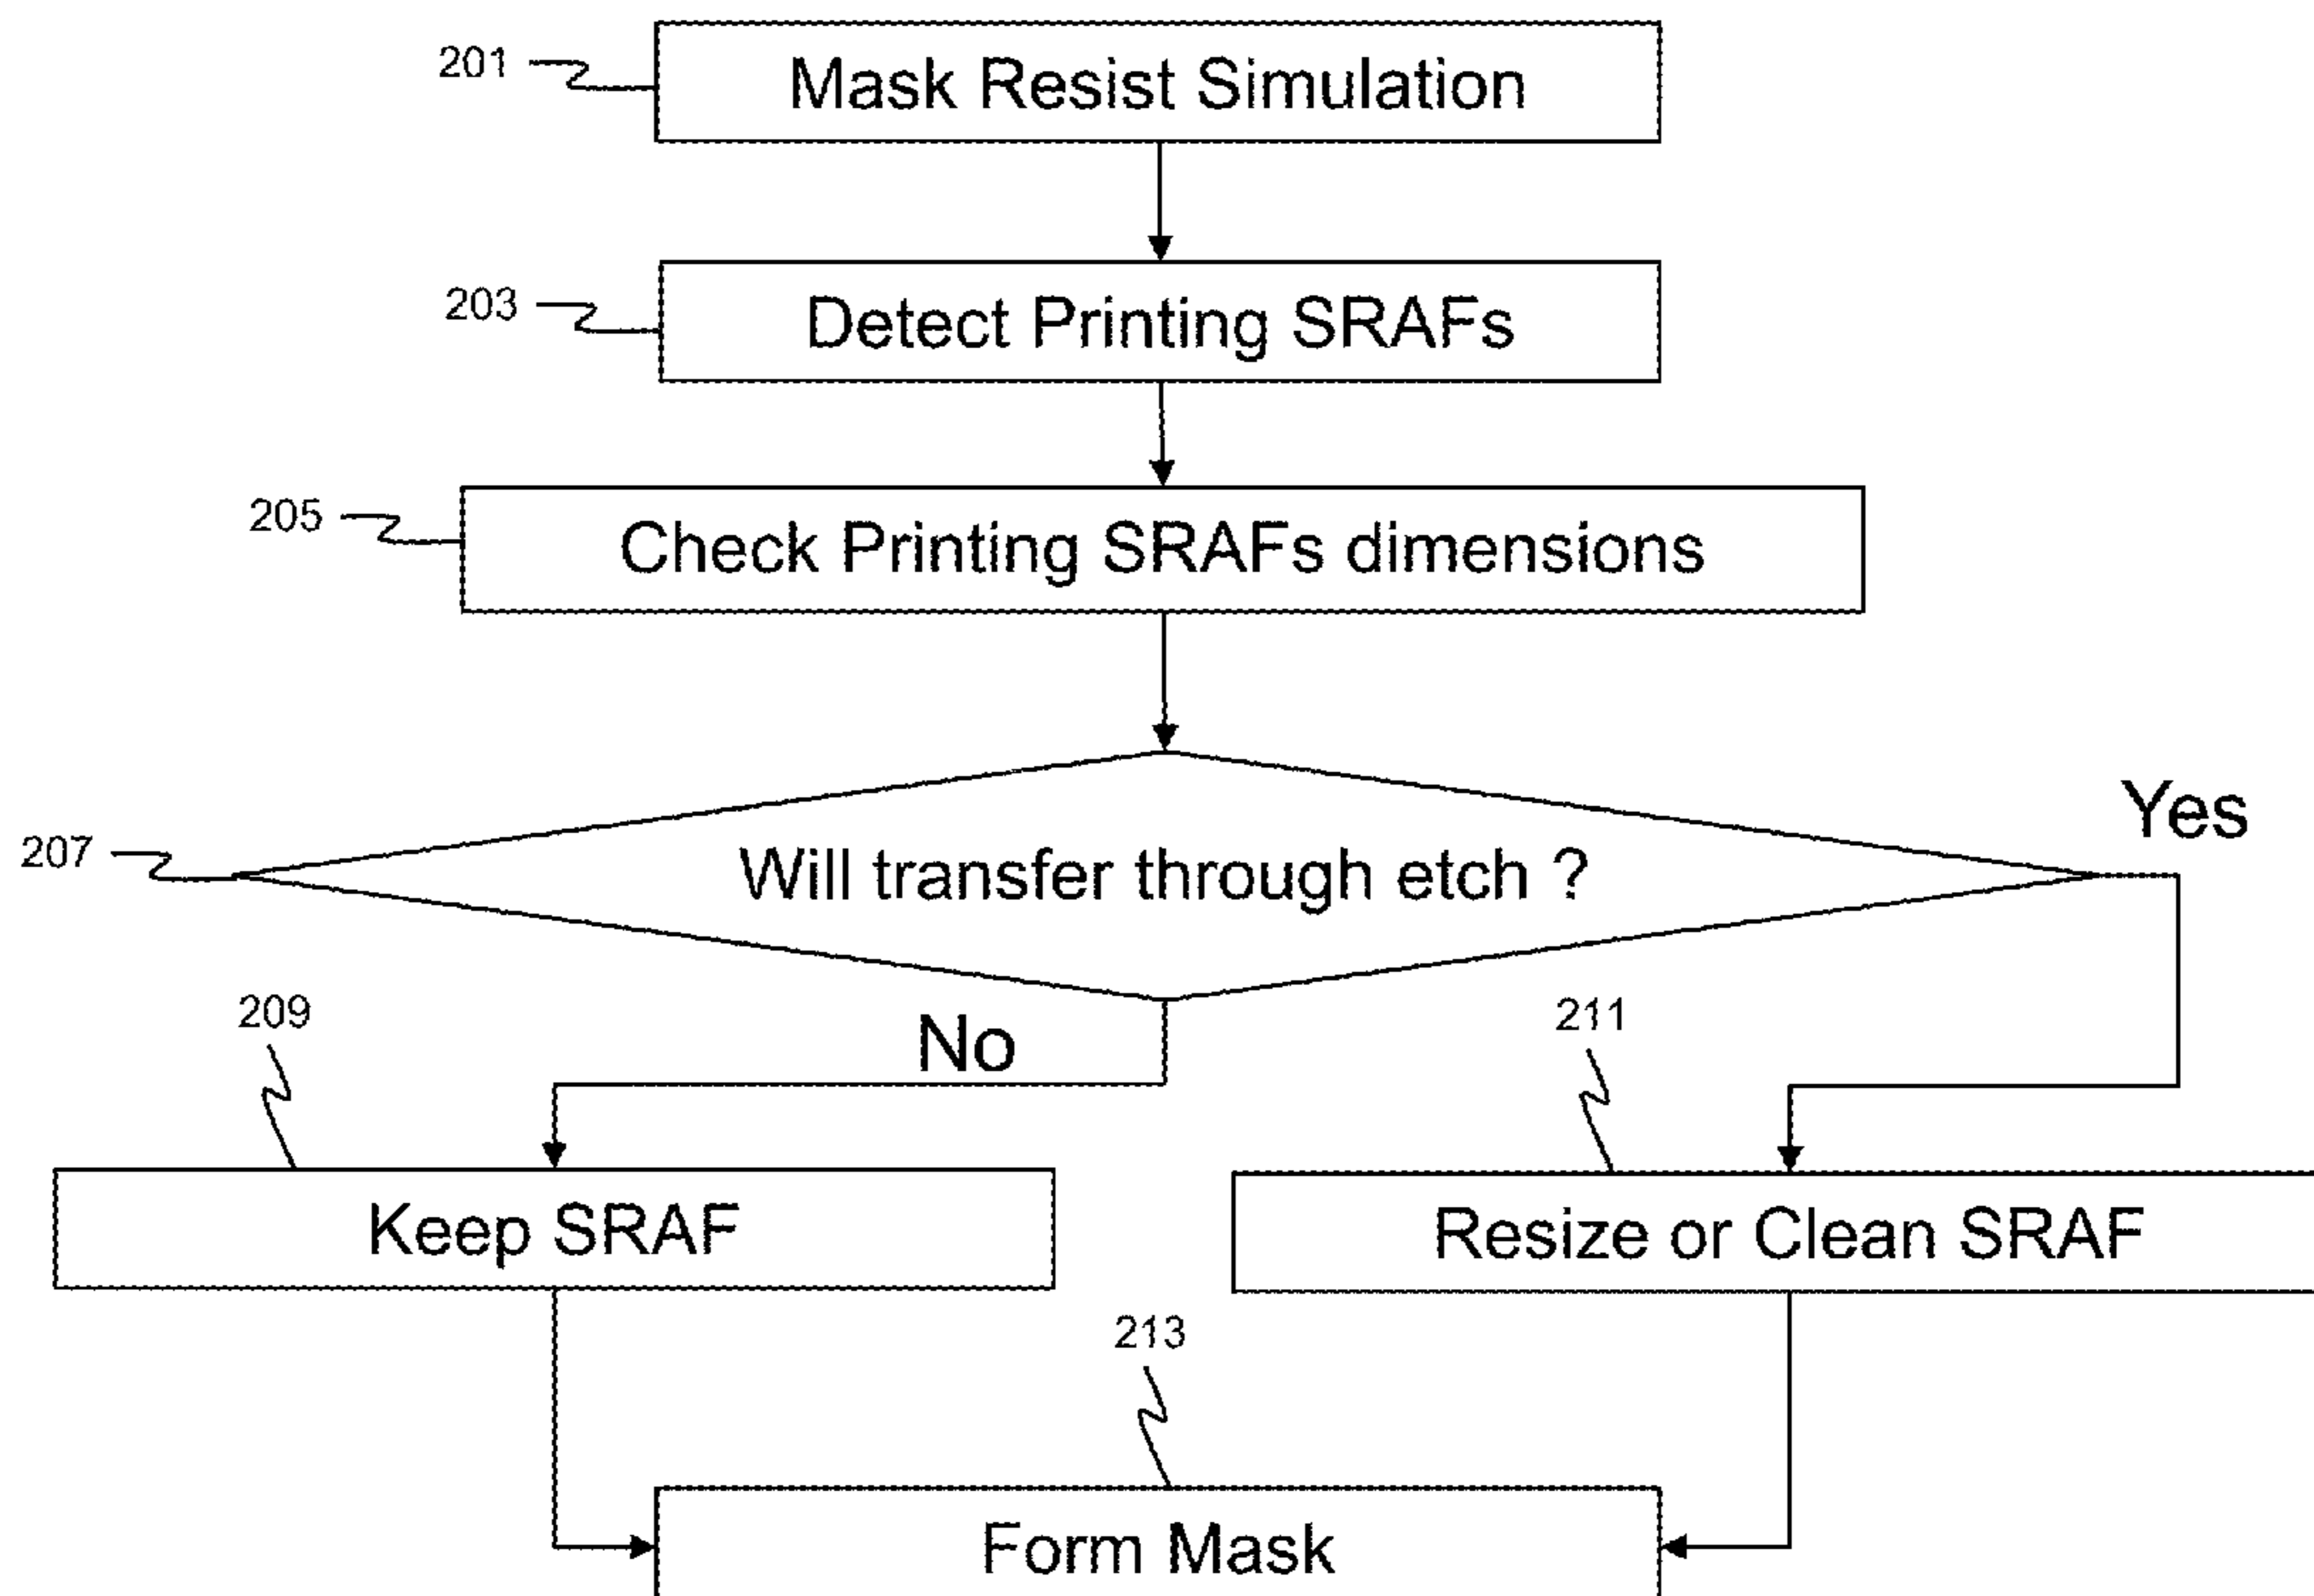 201
Mask Resist Simulation
203
Detect Printing SRAFs
205
Check Printing SRAFs dimensions
207
Will transfer through etch ?
Yes
No
209
Keep SRAF
211
Resize or Clean SRAF
213
Form Mask